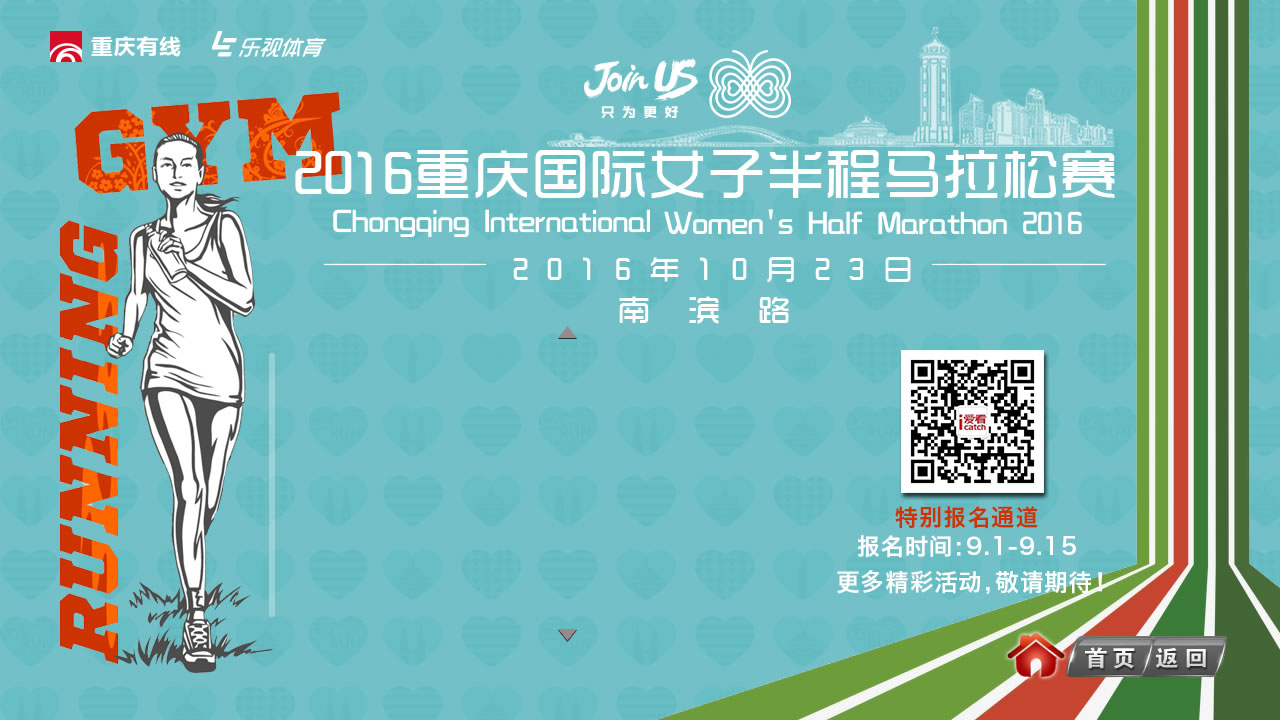 重庆有线
乐视体育
Join US
只为更好
GYM
RUNNING
2016重庆国际女子半程马拉松赛
Chongqing International Women's Half Marathon 2016
2016年10月23日
南滨路
i爱看
catch
特别报名通道
报名时间:9.1-9.15
更多精彩活动,敬请期待!
首页 返回